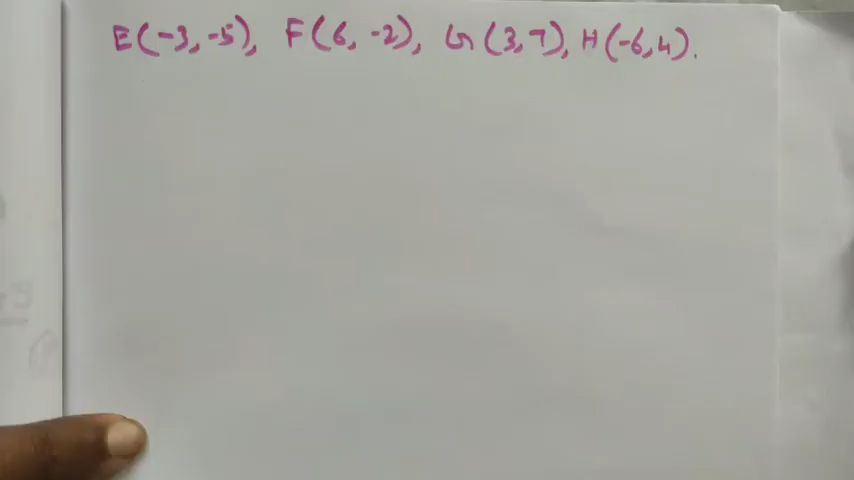 E(-3,-5), F(6,-2), G(3,7), H(-6,4).